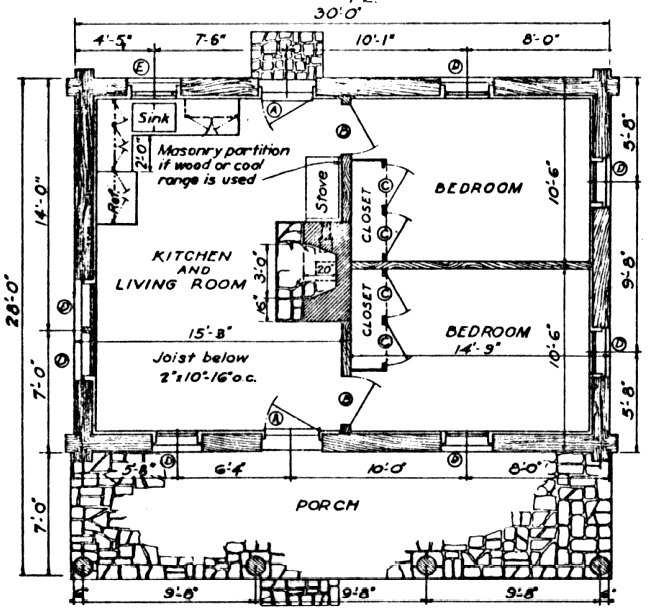 30'-0"
4'-5" 7'-6" 10'-1" 8'-0"
E D
A
Sink
B
Masonry partition
if wood or coal
range is used
2'-0"
Ref.
Stove
CLOSET
C
C
BEDROOM
10'-6"
5'-8"
D
14'-0"
28'-0"
KITCHEN
AND
LIVING ROOM
3'-0"
20"
16"
9'-8"
D
15'-3"
Joist below
2"x10"-16"o.c.
CLOSET
C
C
BEDROOM
14'-9"
10'-6"
D
D
7'-0"
5'-8"
A
B
D
D
5'-8" 6'-4" 10'-0" 8'-0"
PORCH
7'-0"
9'-8" 9'-8" 9'-8"